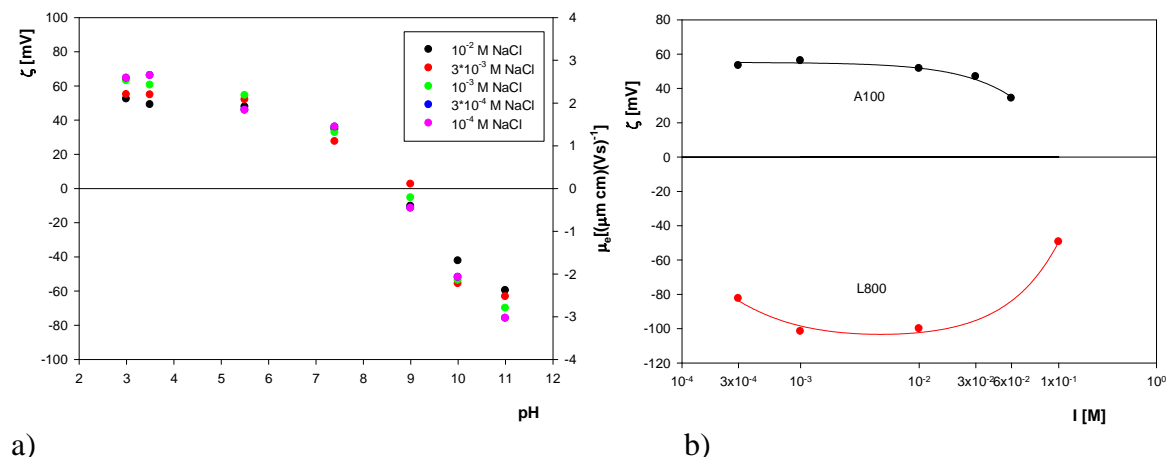 100
80
60
40
20
0
-20
-40
-60
-80
-100
ζ [mV]
4
3
2
1
0
-1
-2
-3
-4
μₑ[(μm cm)(Vs)⁻¹
10⁻² M NaCl
3*10⁻³ M NaCl
10⁻³ M NaCl
3*10⁻⁴ M NaCl
10⁻⁴ M NaCl
2 3 4 5 6 7 8 9 10 11 12
pH
a)
80
60
40
20
0
-20
-40
-60
-80
-100
-120
ζ [mV]
A100
L800
10⁻⁴ 3x10⁻⁴ 10⁻³ 10⁻² 3x10⁻² 6x10⁻² 1x10⁻¹ 10⁰
I [M]
b)